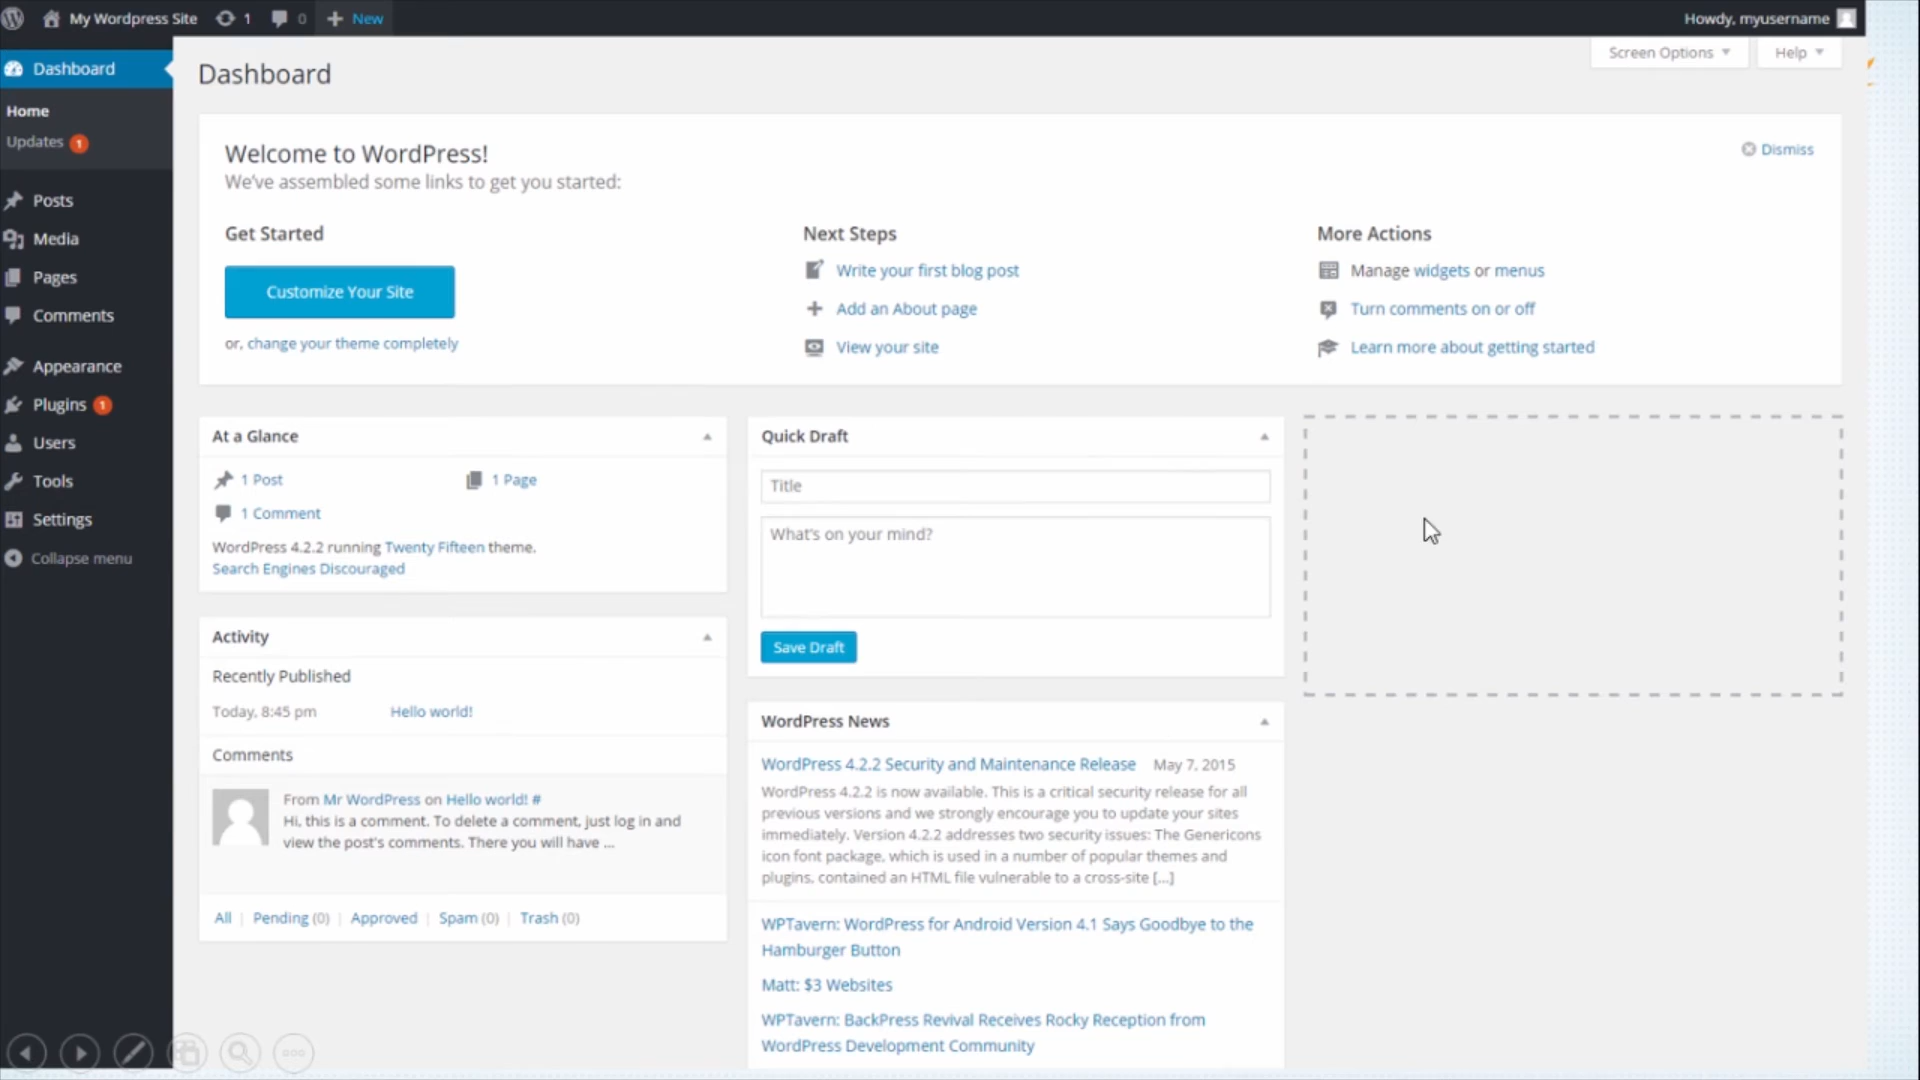 My Wordpress Site 1 0 New Howdy, myusername
Screen Options Help
Dashboard
Home
Updates 1
Posts
Media
Pages
Comments
Appearance
Plugins 1
Users
Tools
Settings
Collapse menu
Dashboard
Welcome to WordPress!
We've assembled some links to get you started:
Dismiss
Get Started
Customize Your Site
or, change your theme completely
Next Steps
Write your first blog post
Add an About page
View your site
More Actions
Manage widgets or menus
Turn comments on or off
Learn more about getting started
At a Glance
1 Post 1 Page
1 Comment
WordPress 4.2.2 running Twenty Fifteen theme.
Search Engines Discouraged
Activity
Recently Published
Today, 8:45 pm Hello world!
Comments
From Mr WordPress on Hello world! #
Hi, this is a comment. To delete a comment, just log in and
view the post's comments. There you will have ...
All | Pending (0) | Approved | Spam (0) | Trash (0)
Quick Draft
Title
What's on your mind?
Save Draft
WordPress News
WordPress 4.2.2 Security and Maintenance Release May 7, 2015
WordPress 4.2.2 is now available. This is a critical security release for all
previous versions and we strongly encourage you to update your sites
immediately. Version 4.2.2 addresses two security issues: The Genericons
icon font package, which is used in a number of popular themes and
plugins, contained an HTML file vulnerable to a cross-site [...]
WPTavern: WordPress for Android Version 4.1 Says Goodbye to the
Hamburger Button
Matt: $3 Websites
WPTavern: BackPress Revival Receives Rocky Reception from
WordPress Development Community